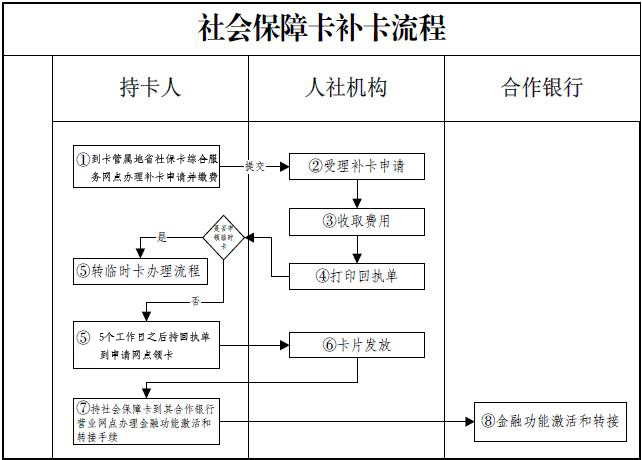 社会保障卡补卡流程
持卡人
人社机构
合作银行
①到卡管属地省社保卡综合服
务网点办理补卡申请并缴费
提交
②受理补卡申请
③收取费用
④打印回执单
是否申
领临时
卡
是
⑤转临时卡办理流程
否
⑤ 5个工作日之后持回执单
到申请网点领卡
⑥卡片发放
⑦持社会保障卡到其合作银行
营业网点办理金融功能激活和
转接手续
⑧金融功能激活和转接